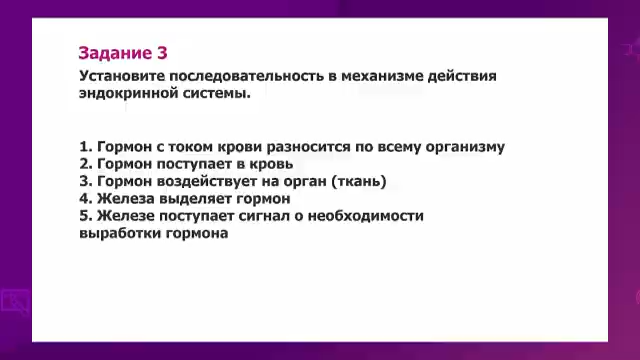 Задание 3
Установите последовательность в механизме действия
эндокринной системы.
1. Гормон с током крови разносится по всему организму
2. Гормон поступает в кровь
3. Гормон воздействует на орган (ткань)
4. Железа выделяет гормон
5. Железе поступает сигнал о необходимости
выработки гормона